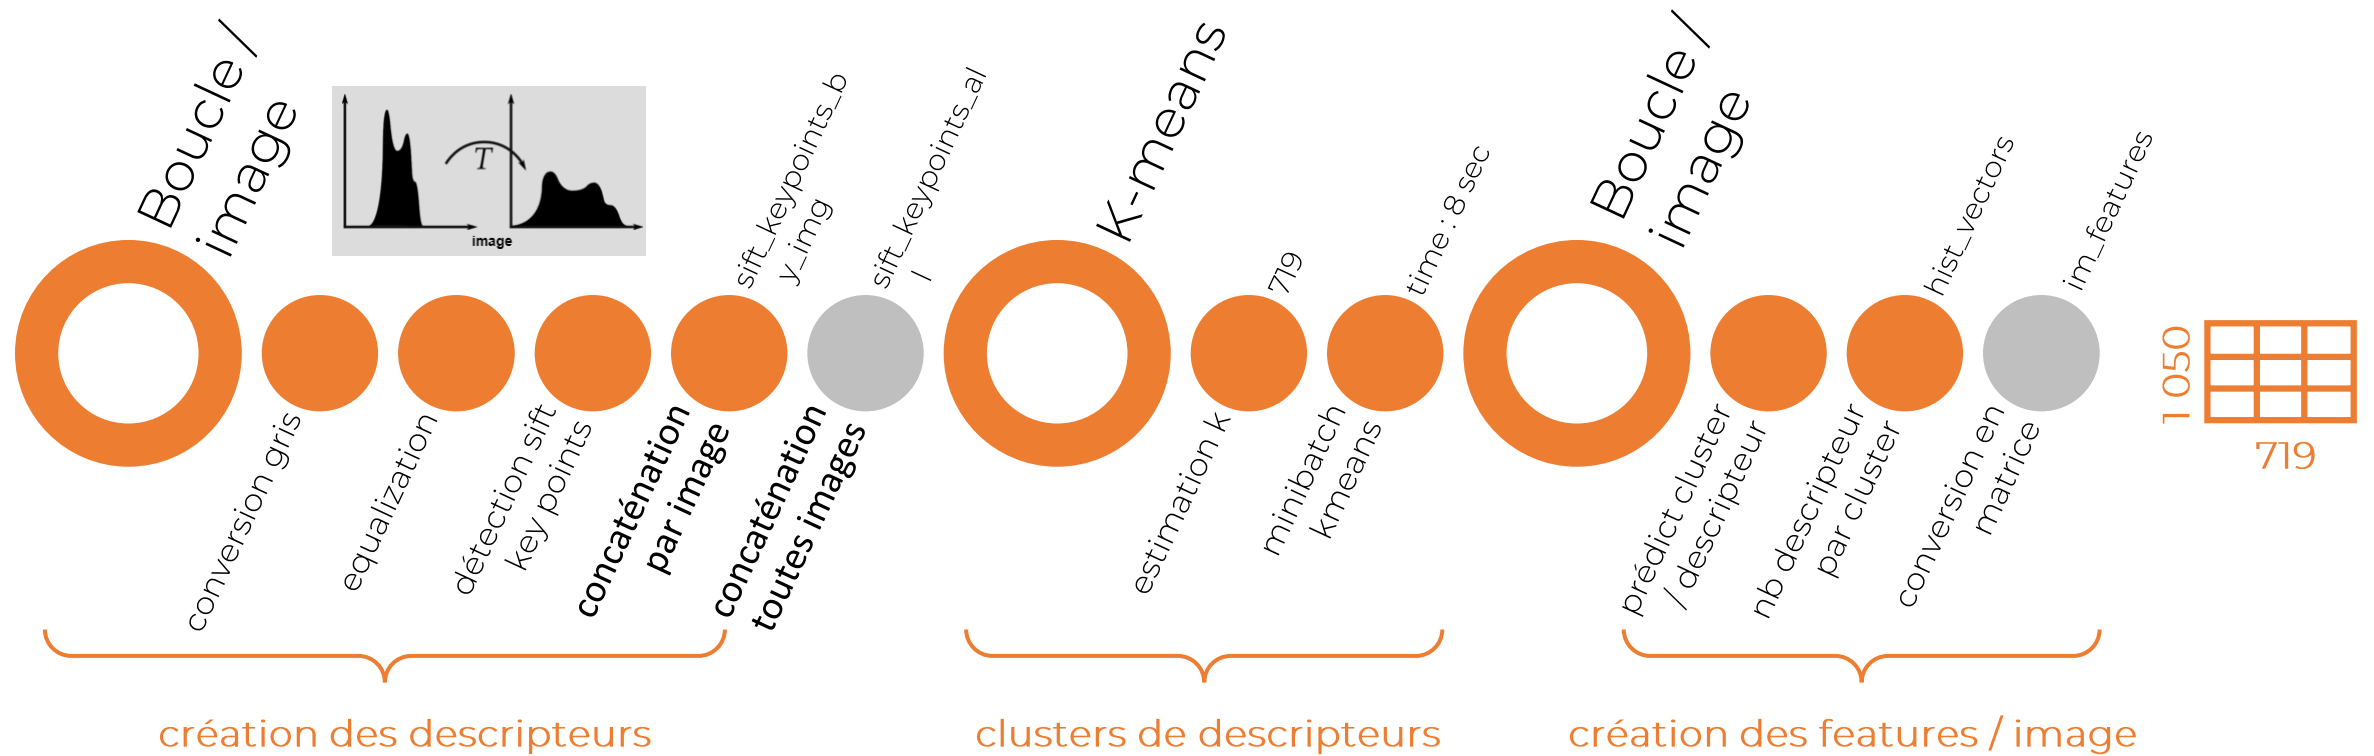 Boucle /
image
T
image
sift_keypoints_b
y_img
sift_keypoints_al
l
K-means
719
time : 8 sec
Boucle /
image
hist_vectors
im_features
conversion gris
equalization
détection sift
key points
concaténation
par image
concaténation
toutes images
estimation k
minibatch
kmeans
prédict cluster
/ descripteur
nb descripteur
par cluster
conversion en
matrice
1 050
719
création des descripteurs
clusters de descripteurs
création des features / image